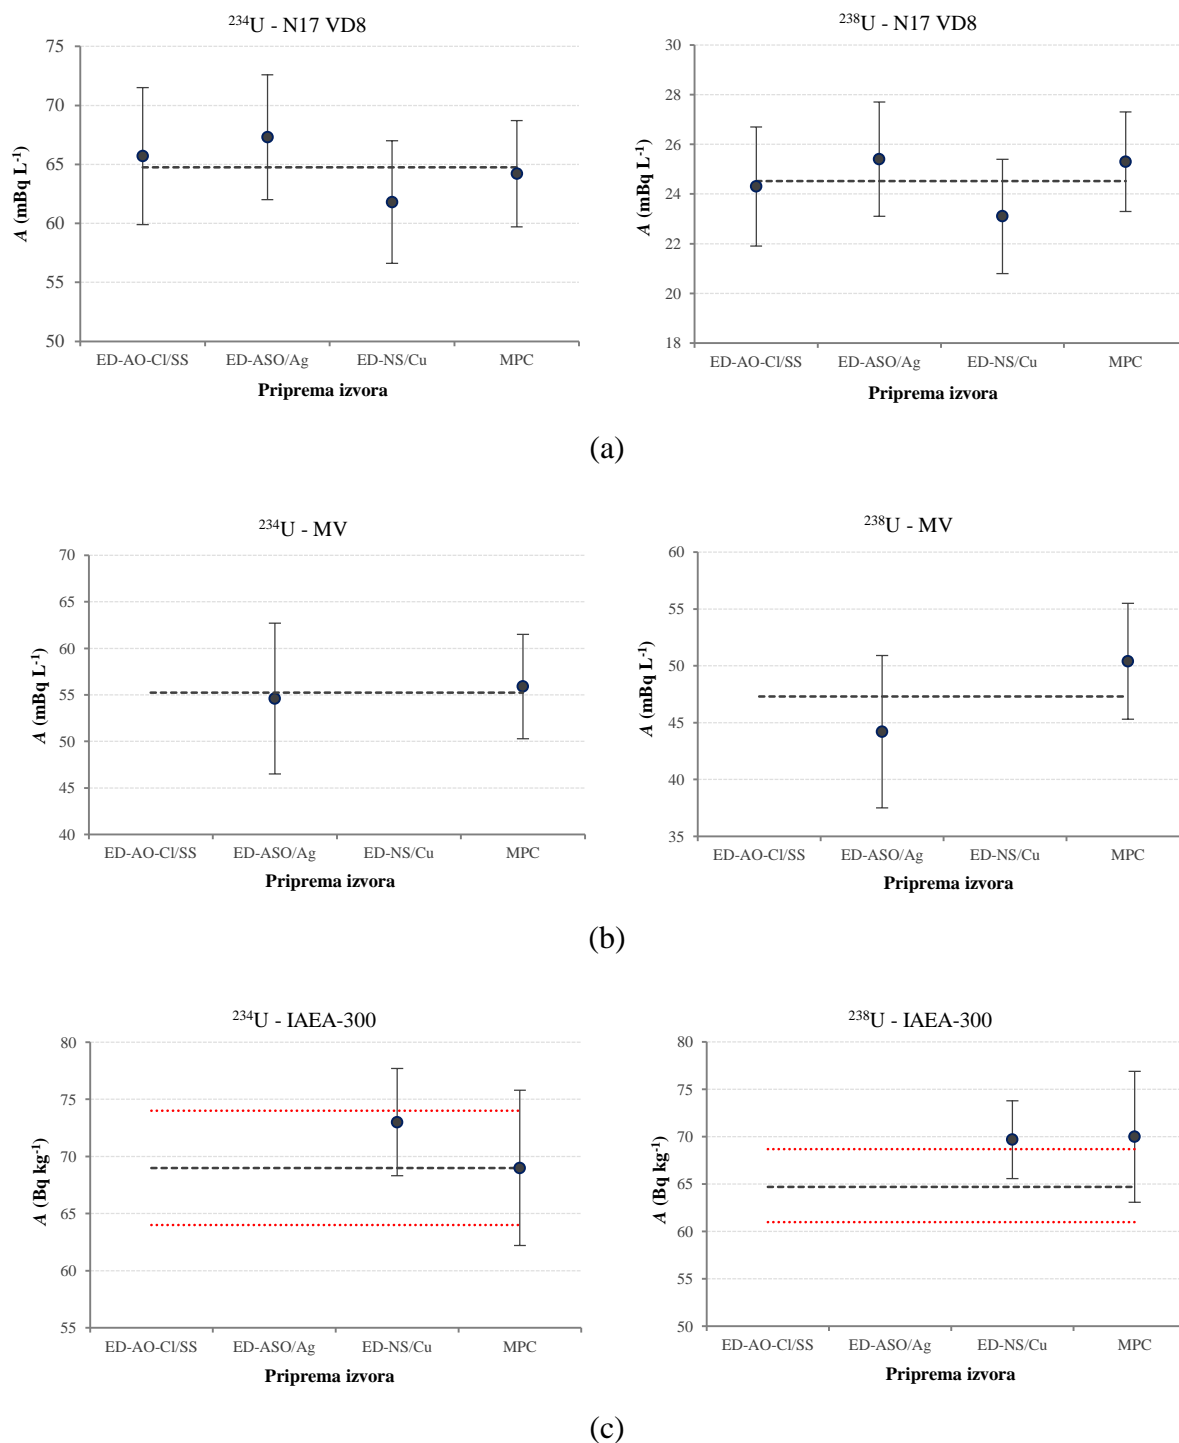 ²³⁴U - N17 VD8
75
70
65
60
55
50
A (mBq L⁻¹)
ED-AO-Cl/SS ED-ASO/Ag ED-NS/Cu MPC
Priprema izvora
²³⁸U - N17 VD8
30
28
26
24
22
20
18
A (mBq L⁻¹)
ED-AO-Cl/SS ED-ASO/Ag ED-NS/Cu MPC
Priprema izvora
(a)
²³⁴U - MV
70
65
60
55
50
45
40
A (mBq L⁻¹)
ED-AO-Cl/SS ED-ASO/Ag ED-NS/Cu MPC
Priprema izvora
²³⁸U - MV
60
55
50
45
40
35
A (mBq L⁻¹)
ED-AO-Cl/SS ED-ASO/Ag ED-NS/Cu MPC
Priprema izvora
(b)
²³⁴U - IAEA-300
80
75
70
65
60
55
A (Bq kg⁻¹)
ED-AO-Cl/SS ED-ASO/Ag ED-NS/Cu MPC
Priprema izvora
²³⁸U - IAEA-300
80
75
70
65
60
55
50
A (Bq kg⁻¹)
ED-AO-Cl/SS ED-ASO/Ag ED-NS/Cu MPC
Priprema izvora
(c)